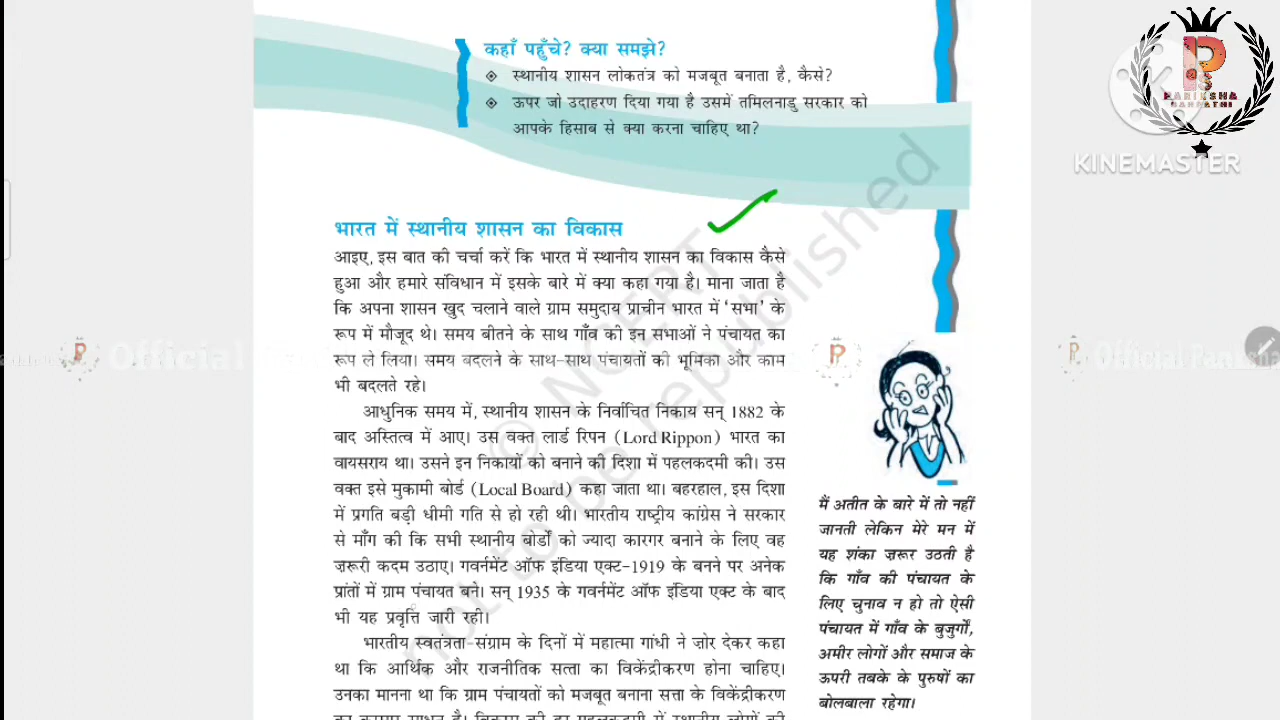 कहाँ पहुँचे? क्या समझे?
स्थानीय शासन लोकतंत्र को मजबूत बनाता है, कैसे?
ऊपर जो उदाहरण दिया गया है उसमें तमिलनाडु सरकार को
आपके हिसाब से क्या करना चाहिए था?
KINEMASTER
भारत में स्थानीय शासन का विकास
आइए, इस बात की चर्चा करें कि भारत में स्थानीय शासन का विकास कैसे
हुआ और हमारे संविधान में इसके बारे में क्या कहा गया है। माना जाता है
कि अपना शासन खुद चलाने वाले ग्राम समुदाय प्राचीन भारत में ‘सभा’ के
रूप में मौजूद थे। समय बीतने के साथ गाँव की इन सभाओं ने पंचायत का
रूप ले लिया। समय बदलने के साथ-साथ पंचायतों की भूमिका और काम
भी बदलते रहे।
आधुनिक समय में, स्थानीय शासन के निर्वाचित निकाय सन् 1882 के
बाद अस्तित्व में आए। उस वक्त लार्ड रिपन (Lord Rippon) भारत का
वायसराय था। उसने इन निकायों को बनाने की दिशा में पहलकदमी की। उस
वक्त इसे मुकामी बोर्ड (Local Board) कहा जाता था। बहरहाल, इस दिशा
में प्रगति बड़ी धीमी गति से हो रही थी। भारतीय राष्ट्रीय कांग्रेस ने सरकार
से माँग की कि सभी स्थानीय बोर्डों को ज्यादा कारगर बनाने के लिए वह
ज़रूरी कदम उठाए। गवर्नमेंट ऑफ इंडिया एक्ट-1919 के बनने पर अनेक
प्रांतों में ग्राम पंचायत बने। सन् 1935 के गवर्नमेंट ऑफ इंडिया एक्ट के बाद
भी यह प्रवृत्ति जारी रही।
भारतीय स्वतंत्रता-संग्राम के दिनों में महात्मा गांधी ने ज़ोर देकर कहा
था कि आर्थिक और राजनीतिक सत्ता का विकेंद्रीकरण होना चाहिए।
उनका मानना था कि ग्राम पंचायतों को मजबूत बनाना सत्ता के विकेंद्रीकरण
मैं अतीत के बारे में तो नहीं
जानती लेकिन मेरे मन में
यह शंका ज़रूर उठती है
कि गाँव की पंचायत के
लिए चुनाव न हो तो ऐसी
पंचायत में गाँव के बुजुर्गों,
अमीर लोगों और समाज के
ऊपरी तबके के पुरुषों का
बोलबाला रहेगा।
© NCERT
not to be republished